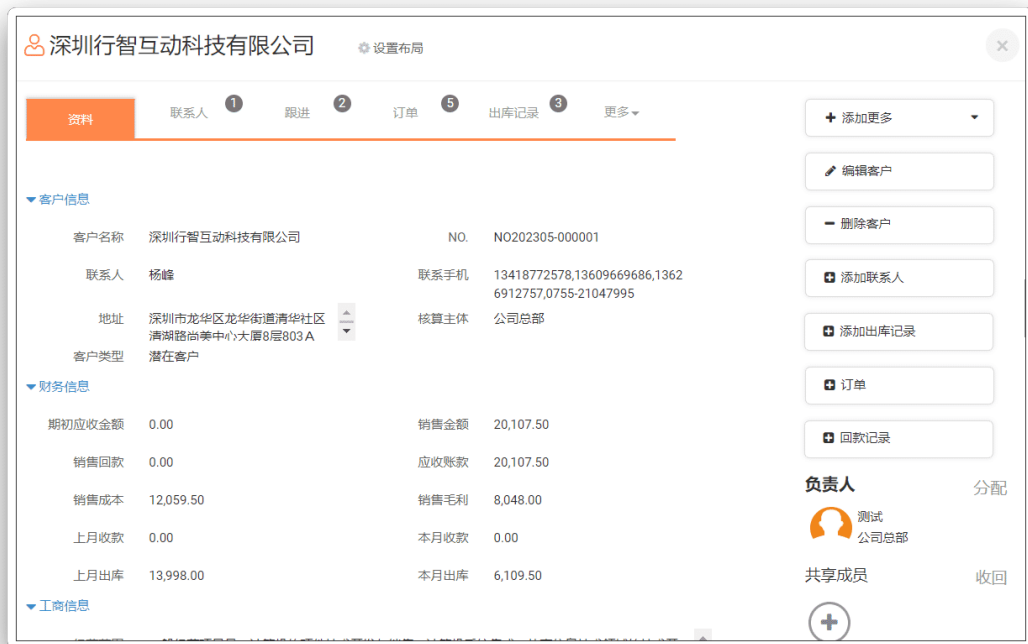 深圳行智互动科技有限公司
设置布局
资料
联系人 1
跟进 2
订单 5
出库记录 3
更多
客户信息
客户名称 深圳行智互动科技有限公司 NO. NO202305-000001
联系人 杨峰 联系手机 13418772578,13609669686,1362
6912757,0755-21047995
地址 深圳市龙华区龙华街道清华社区 核算主体 公司总部
清湖路尚美中心大厦8层803A
客户类型 潜在客户
财务信息
期初应收金额 0.00 销售金额 20,107.50
销售回款 0.00 应收账款 20,107.50
销售成本 12,059.50 销售毛利 8,048.00
上月收款 0.00 本月收款 0.00
上月出库 13,998.00 本月出库 6,109.50
工商信息
添加更多
编辑客户
删除客户
添加联系人
添加出库记录
订单
回款记录
负责人 分配
测试
公司总部
共享成员 收回